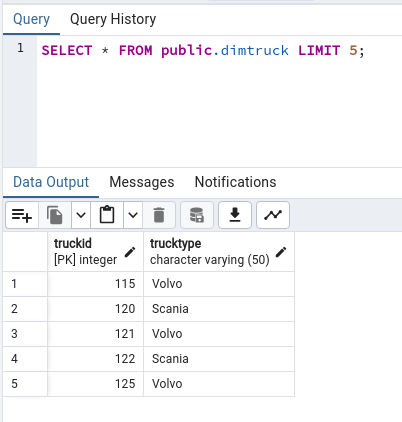 Query Query History
1 SELECT * FROM public.dimtruck LIMIT 5;
Data Output Messages Notifications
truckid trucktype
[PK] integer character varying (50)
1 115 Volvo
2 120 Scania
3 121 Volvo
4 122 Scania
5 125 Volvo